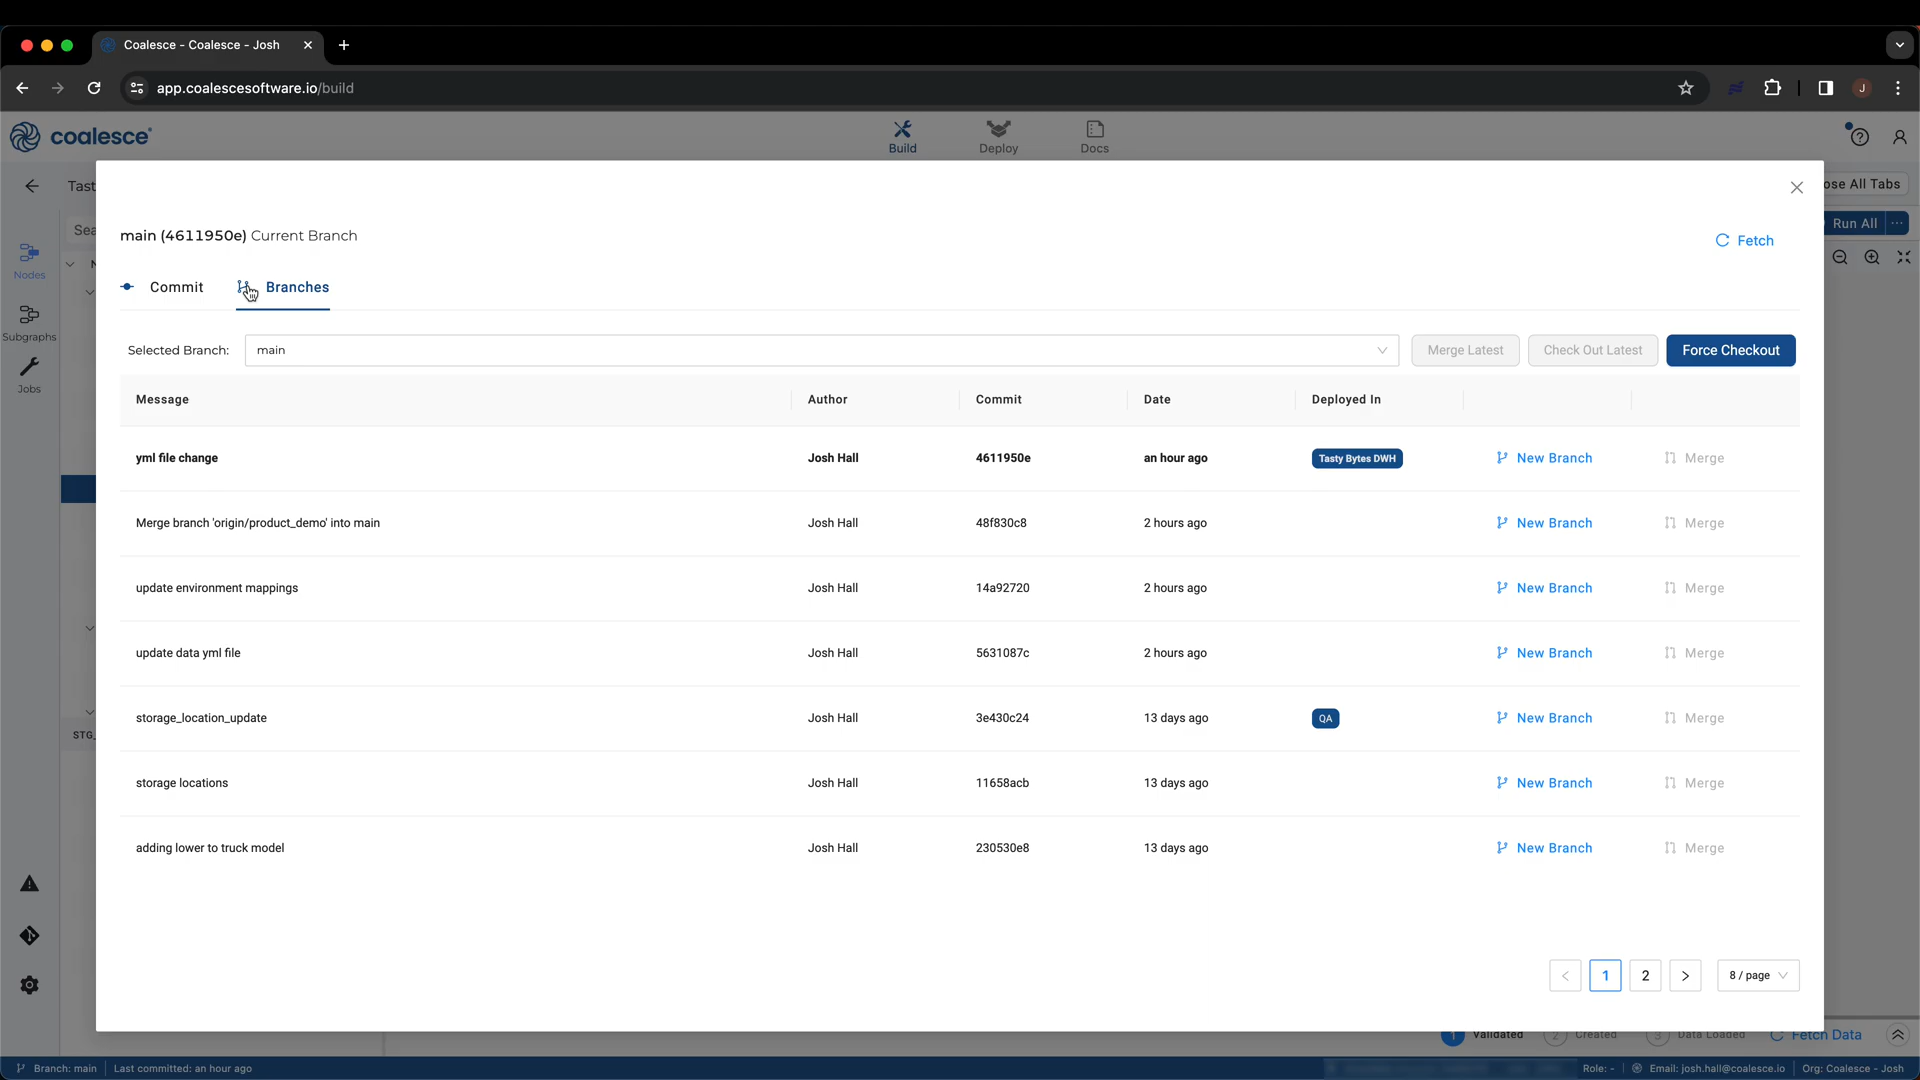 Coalesce - Coalesce - Josh
app.coalescesoftware.io/build
J
coalesce
Build
Deploy
Docs
Tast
ose All Tabs
main (4611950e) Current Branch
Fetch
Sea
Run All
Nodes
N
Commit
Branches
Subgraphs
Selected Branch:
main
Merge Latest
Check Out Latest
Force Checkout
Jobs
Message Author Commit Date Deployed In
yml file change Josh Hall 4611950e an hour ago Tasty Bytes DWH New Branch Merge
Merge branch 'origin/product_demo' into main Josh Hall 48f830c8 2 hours ago New Branch Merge
update environment mappings Josh Hall 14a92720 2 hours ago New Branch Merge
update data yml file Josh Hall 5631087c 2 hours ago New Branch Merge
storage_location_update Josh Hall 3e430c24 13 days ago QA New Branch Merge
STG_
storage locations Josh Hall 11658acb 13 days ago New Branch Merge
adding lower to truck model Josh Hall 230530e8 13 days ago New Branch Merge
< 1 2 > 8 / page
1 Validated 2 Created 3 Data Loaded Fetch Data
Branch: main Last committed: an hour ago Role: - Email: josh.hall@coalesce.io Org: Coalesce - Josh